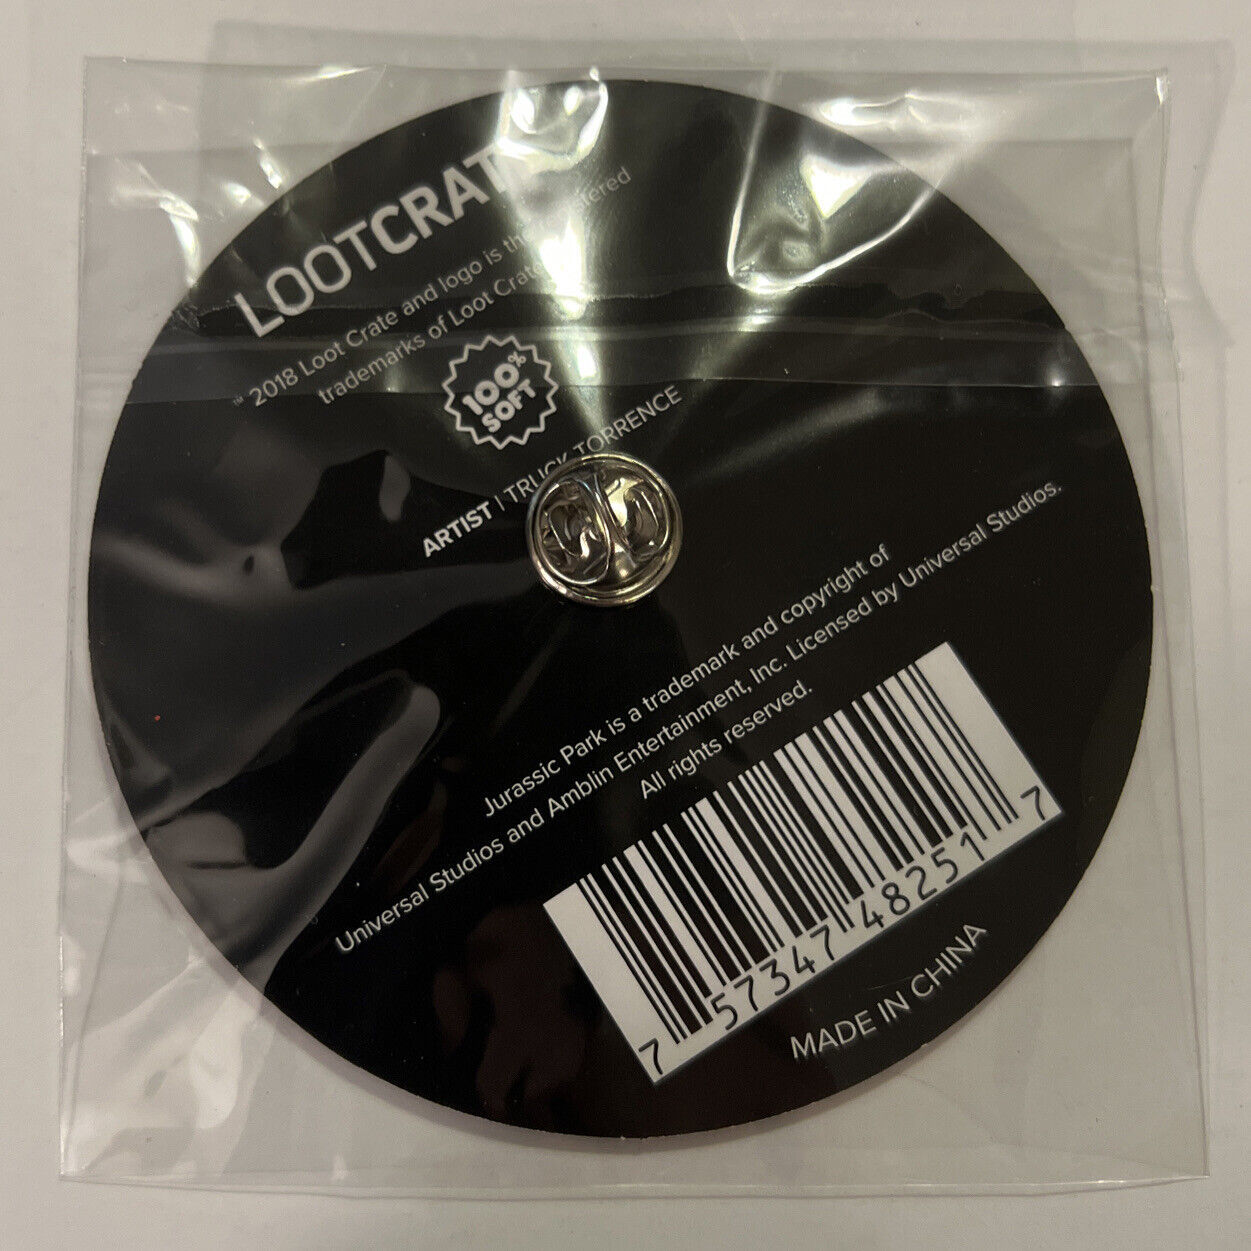 LOOTCRAT
™ 2018 Loot Crate and logo is the
trademarks of Loot Crate
100%
SOFT
ARTIST | TRUCK TORRENCE
Jurassic Park is a trademark and copyright of
Universal Studios and Amblin Entertainment, Inc. Licensed by Universal Studios.
All rights reserved.
7 57347 48251 7
MADE IN CHINA